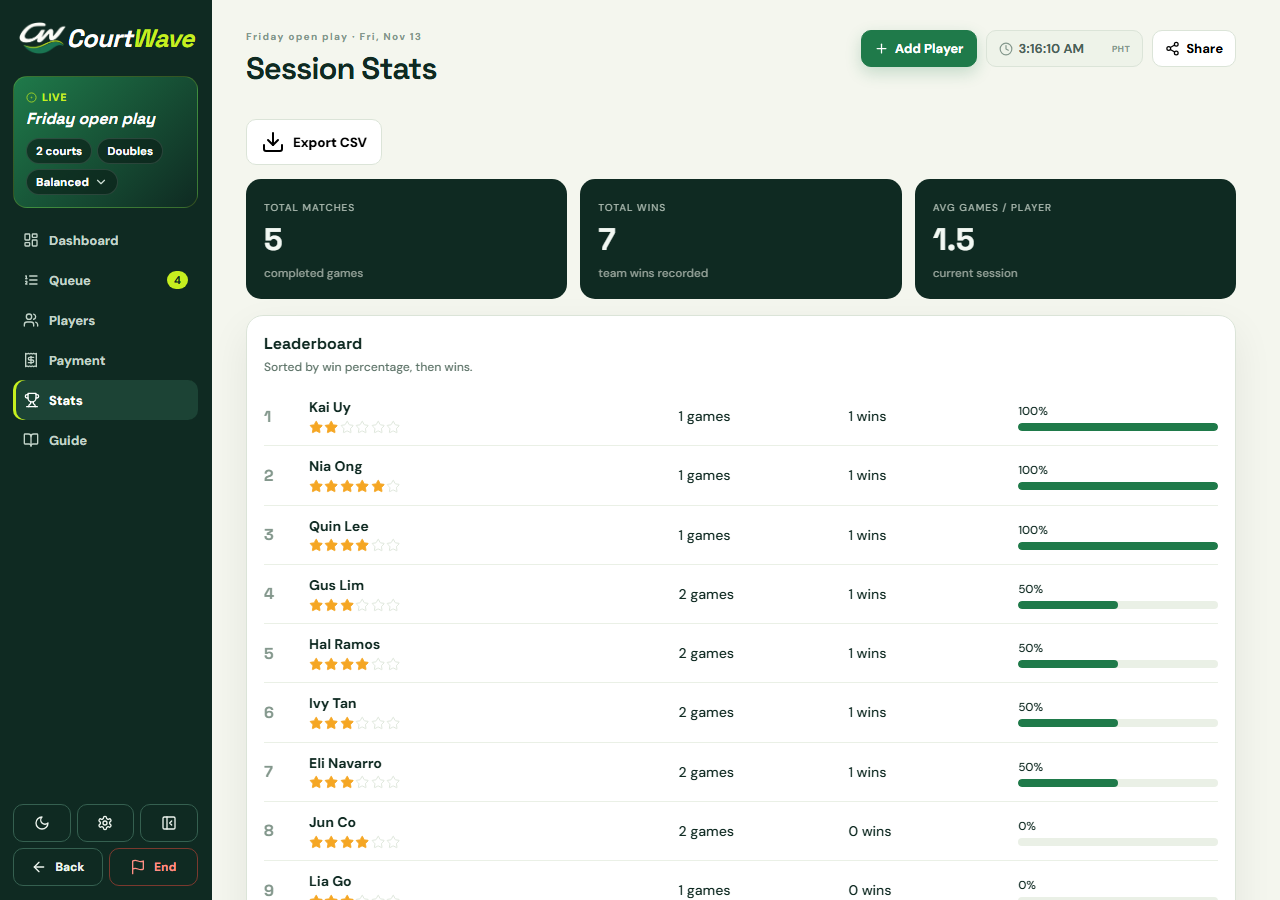 CW CourtWave
LIVE
Friday open play
2 courts
Doubles
Balanced
Dashboard
Queue
4
Players
Payment
Stats
Guide
Back
End
Friday open play · Fri, Nov 13
Session Stats
Add Player
3:16:10 AM
PHT
Share
Export CSV
TOTAL MATCHES
5
completed games
TOTAL WINS
7
team wins recorded
AVG GAMES / PLAYER
1.5
current session
Leaderboard
Sorted by win percentage, then wins.
1 Kai Uy 1 games 1 wins 100%
2 Nia Ong 1 games 1 wins 100%
3 Quin Lee 1 games 1 wins 100%
4 Gus Lim 2 games 1 wins 50%
5 Hal Ramos 2 games 1 wins 50%
6 Ivy Tan 2 games 1 wins 50%
7 Eli Navarro 2 games 1 wins 50%
8 Jun Co 2 games 0 wins 0%
9 Lia Go 1 games 0 wins 0%